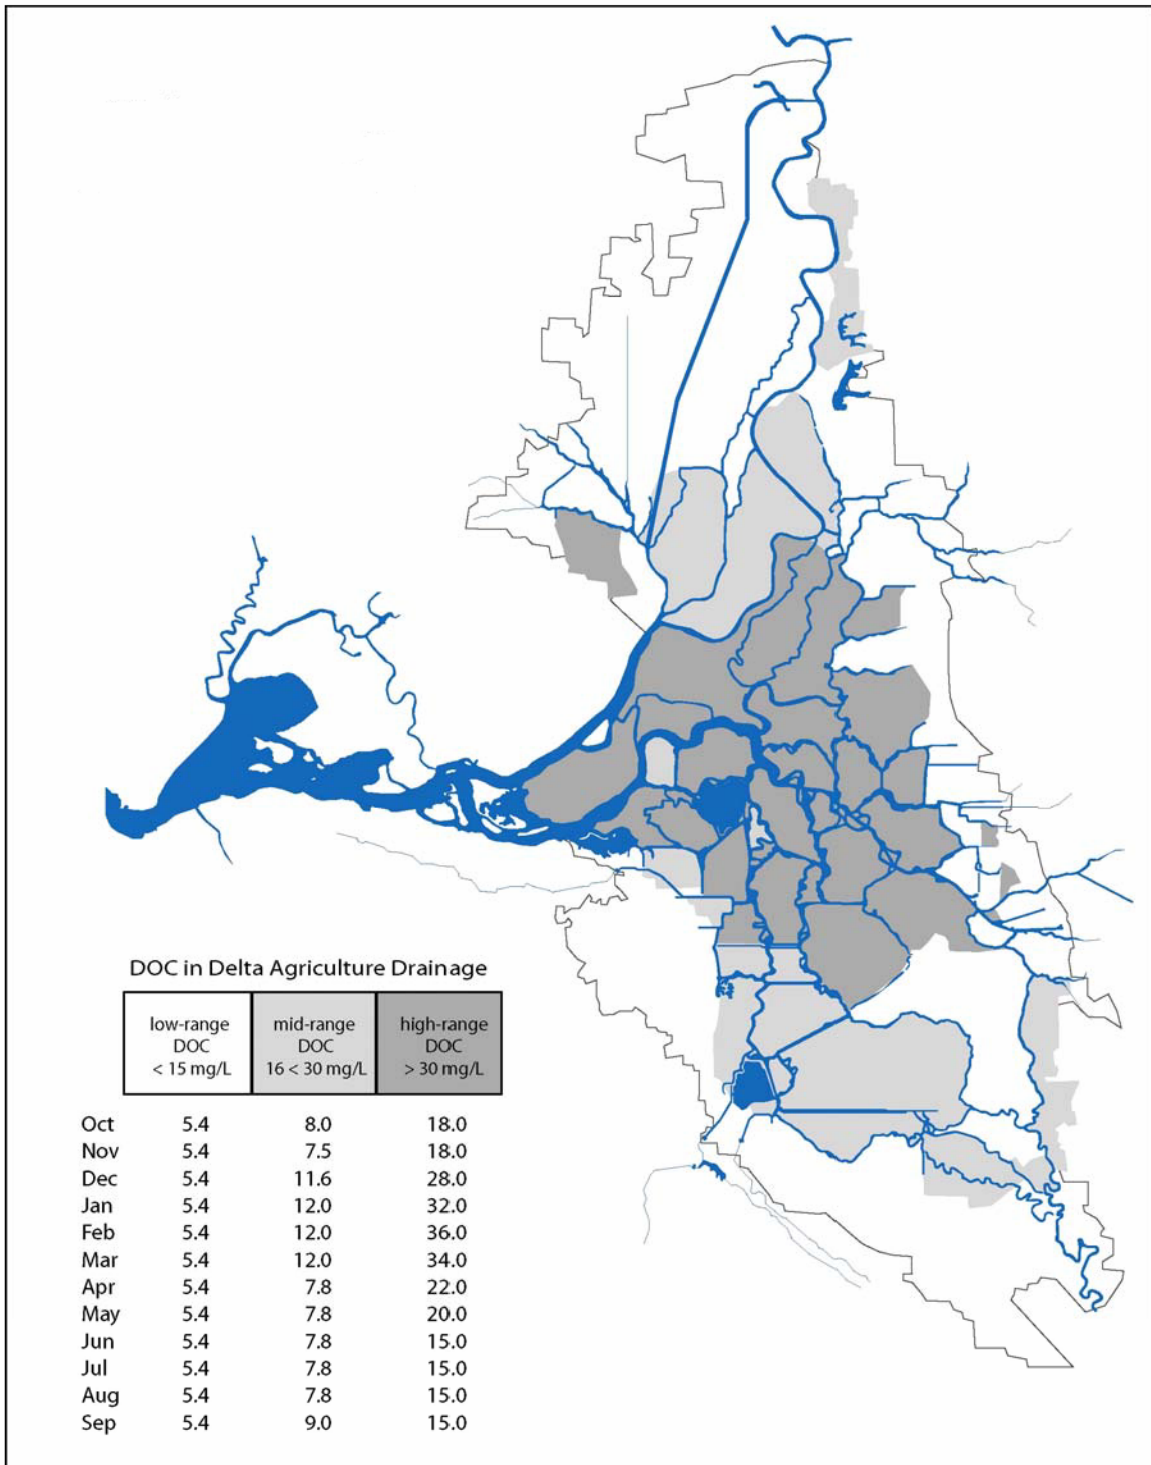 DOC in Delta Agriculture Drainage
low-range mid-range high-range
DOC DOC DOC
< 15 mg/L 16 < 30 mg/L > 30 mg/L
Oct 5.4 8.0 18.0
Nov 5.4 7.5 18.0
Dec 5.4 11.6 28.0
Jan 5.4 12.0 32.0
Feb 5.4 12.0 36.0
Mar 5.4 12.0 34.0
Apr 5.4 7.8 22.0
May 5.4 7.8 20.0
Jun 5.4 7.8 15.0
Jul 5.4 7.8 15.0
Aug 5.4 7.8 15.0
Sep 5.4 9.0 15.0